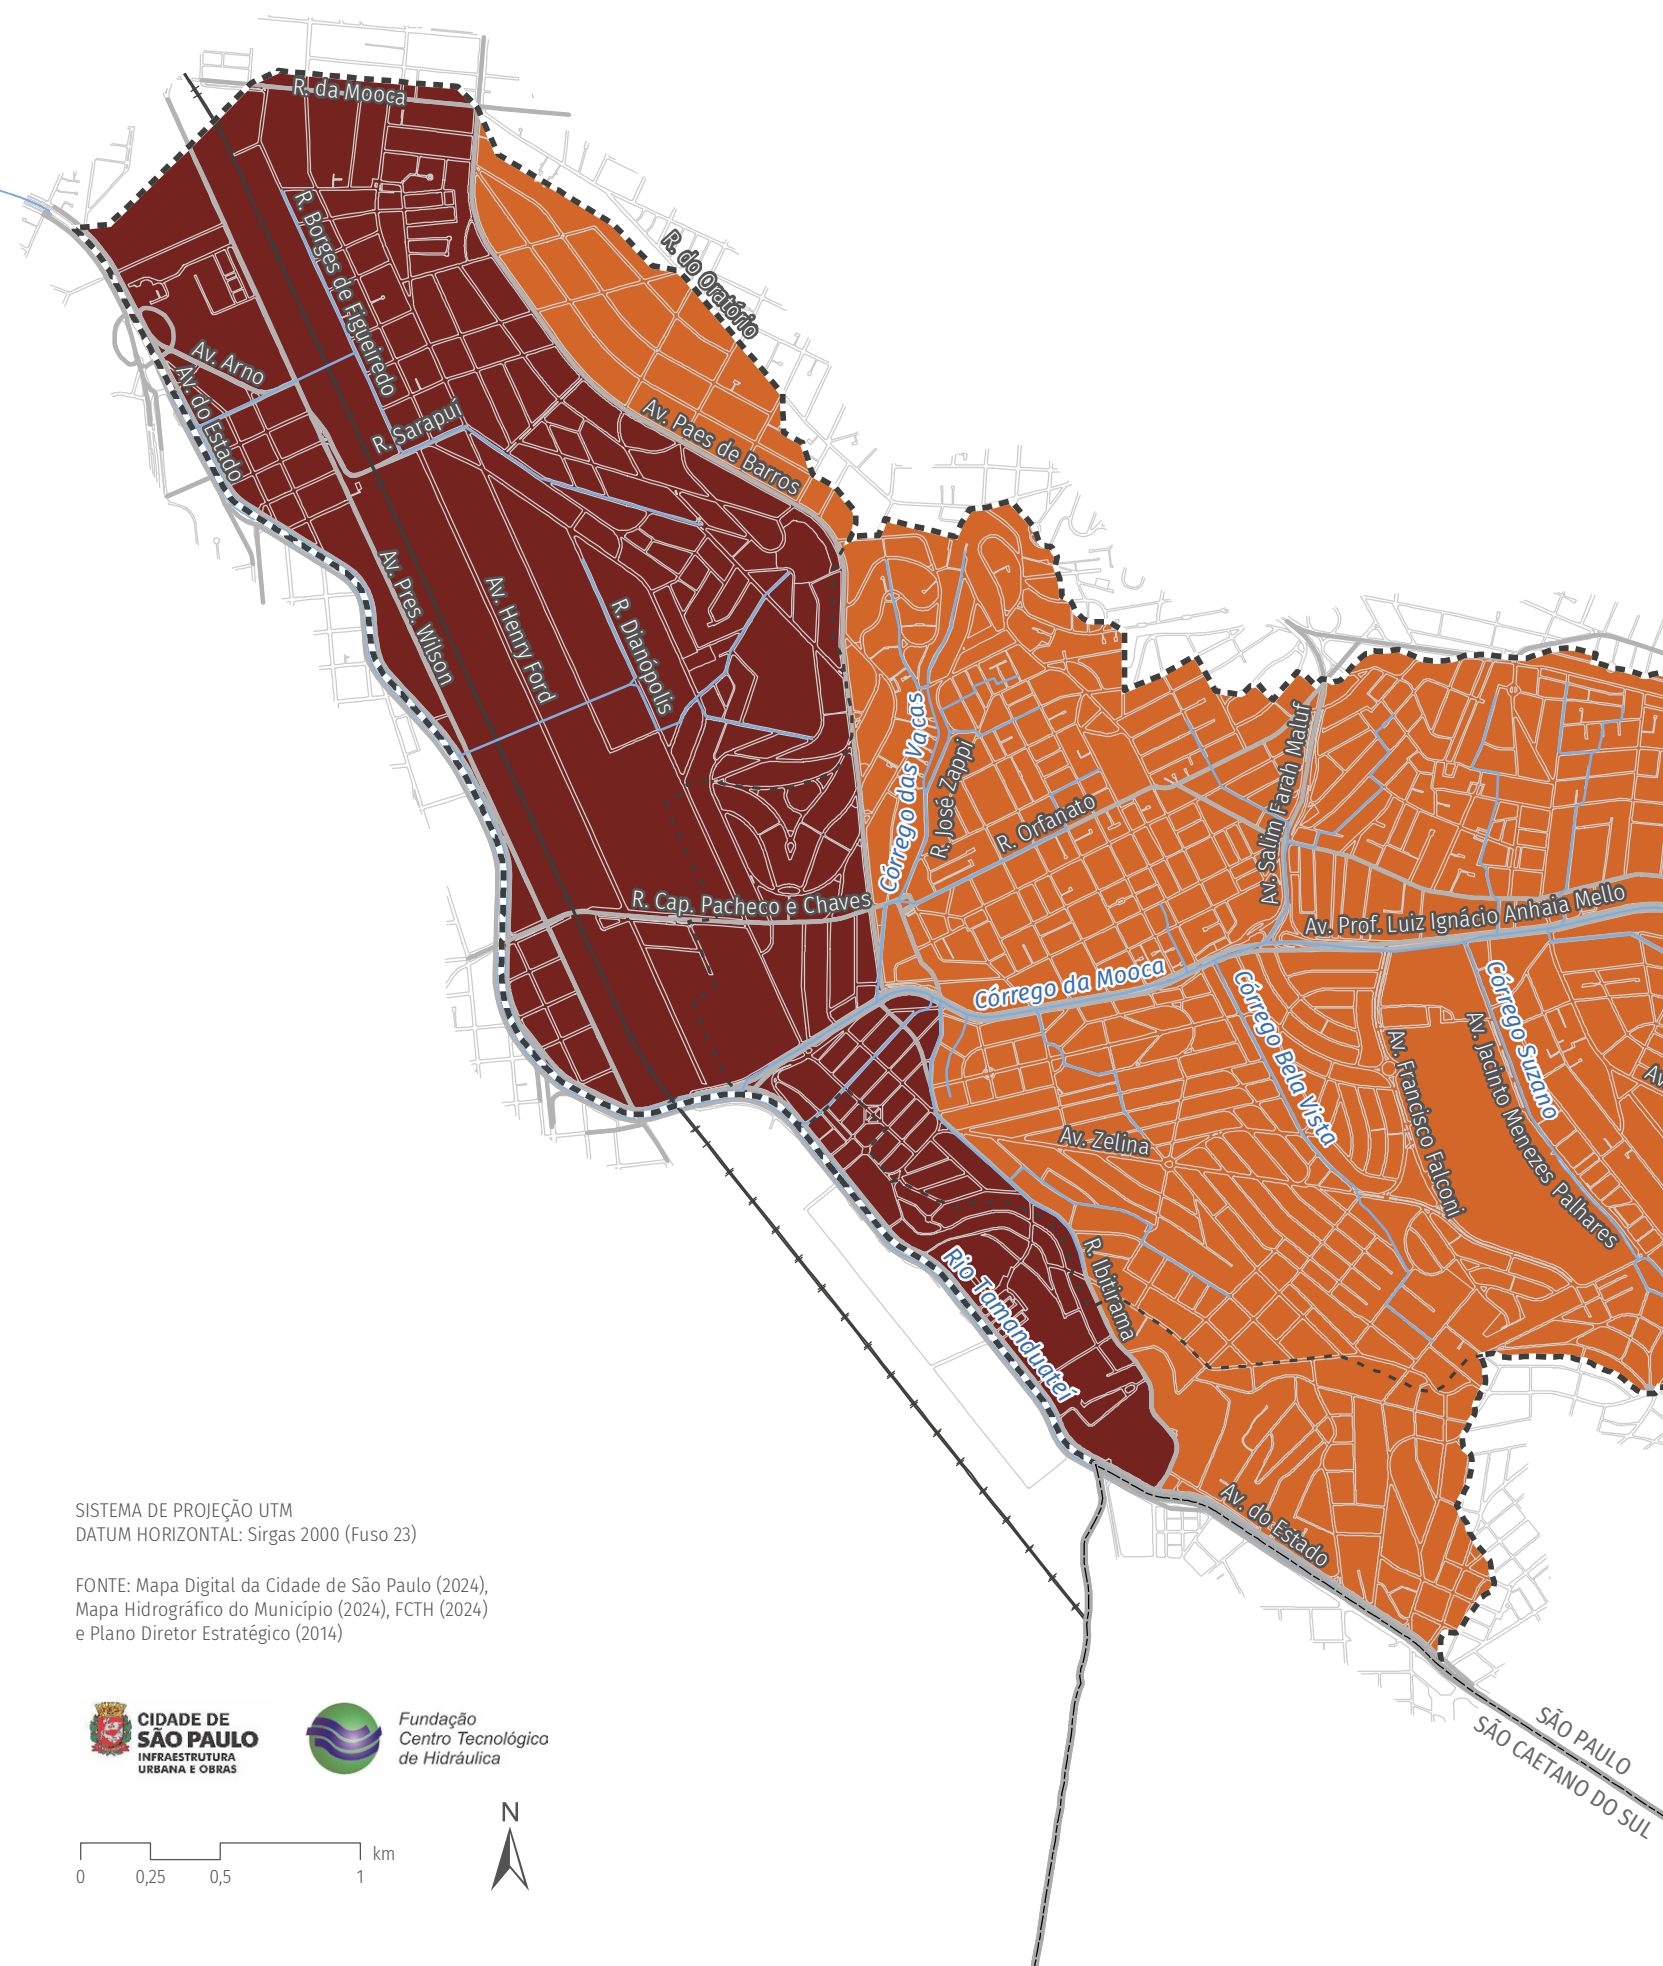 R. da Mooca
R. do Oratório
R. Borges de Figueiredo
Av. Arno
Av. do Estado
R. Sarapuí
Av. Paes de Barros
Av. Pres. Wilson
Av. Henry Ford
R. Dianópolis
Córrego das Vacas
R. José Zappi
R. Orfanato
Av. Salim Farah Maluf
R. Cap. Pacheco e Chaves
Av. Prof. Luiz Ignácio Anhaia Mello
Córrego da Mooca
Córrego Bela Vista
Córrego Suzano
Av. Francisco Falconi
Av. Jacinto Menezes Palhares
Av.
Av. Zelina
R. Ibitirama
Rio Tamanduateí
Av. do Estado
SÃO PAULO
SÃO CAETANO DO SUL
SISTEMA DE PROJEÇÃO UTM
DATUM HORIZONTAL: Sirgas 2000 (Fuso 23)
FONTE: Mapa Digital da Cidade de São Paulo (2024),
Mapa Hidrográfico do Município (2024), FCTH (2024)
e Plano Diretor Estratégico (2014)
CIDADE DE
SÃO PAULO
INFRAESTRUTURA
URBANA E OBRAS
Fundação
Centro Tecnológico
de Hidráulica
N
km
0 0,25 0,5 1